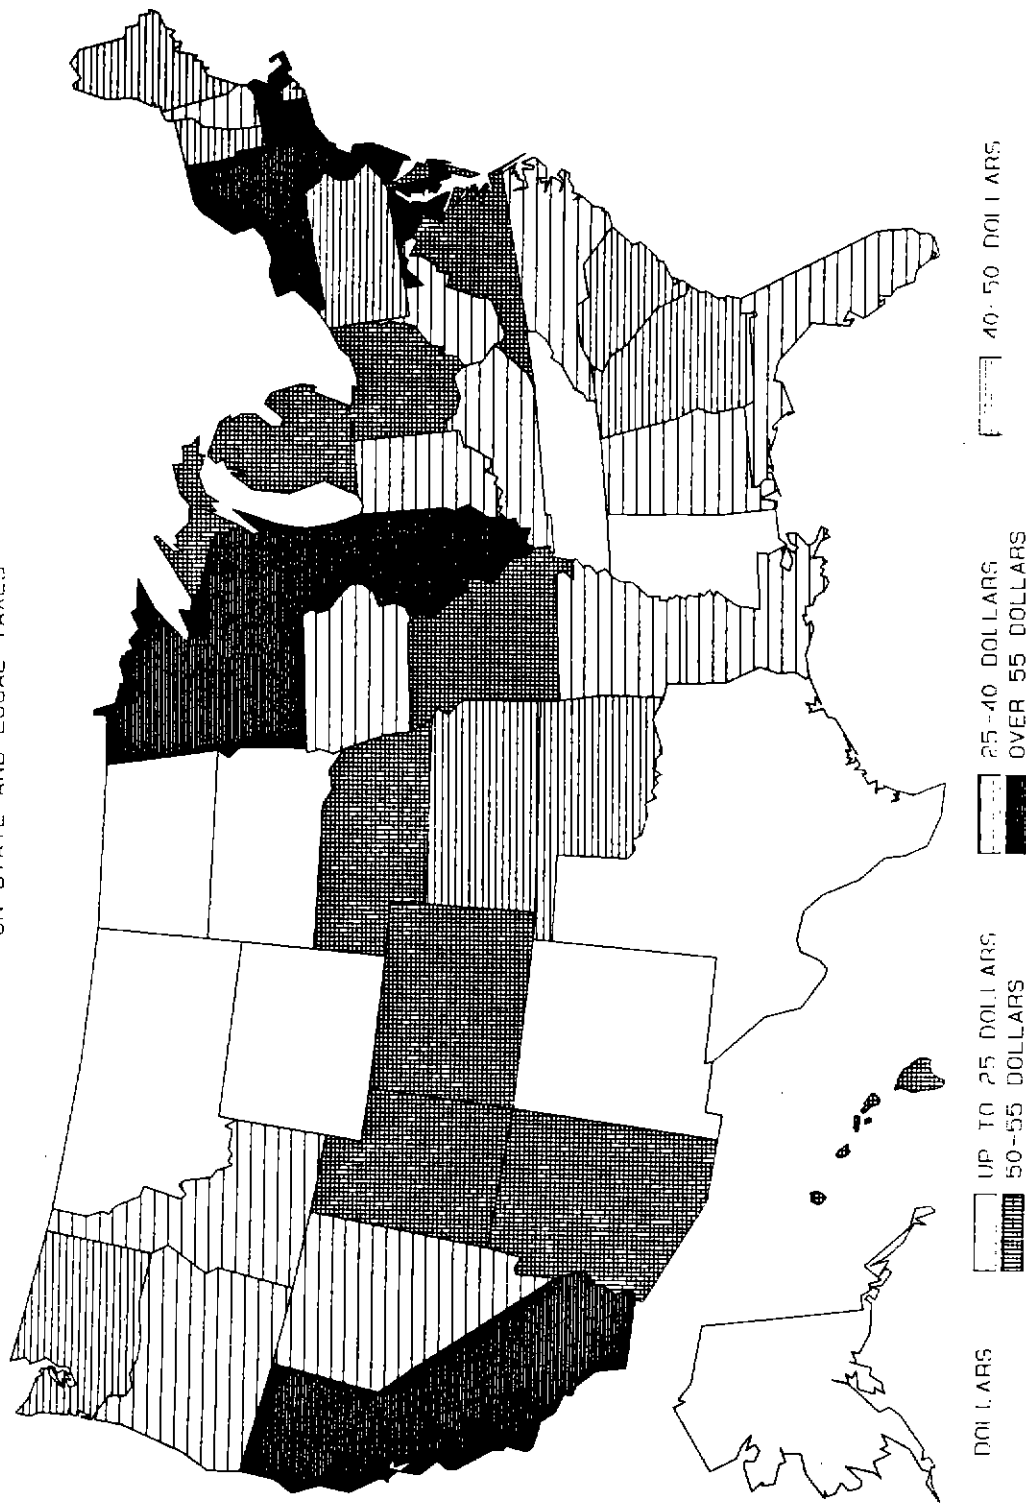 ON STATE AND LOCAL TAXES
DOLLARS
UP TO 25 DOLLARS
25-40 DOLLARS
40-50 DOLLARS
50-55 DOLLARS
OVER 55 DOLLARS